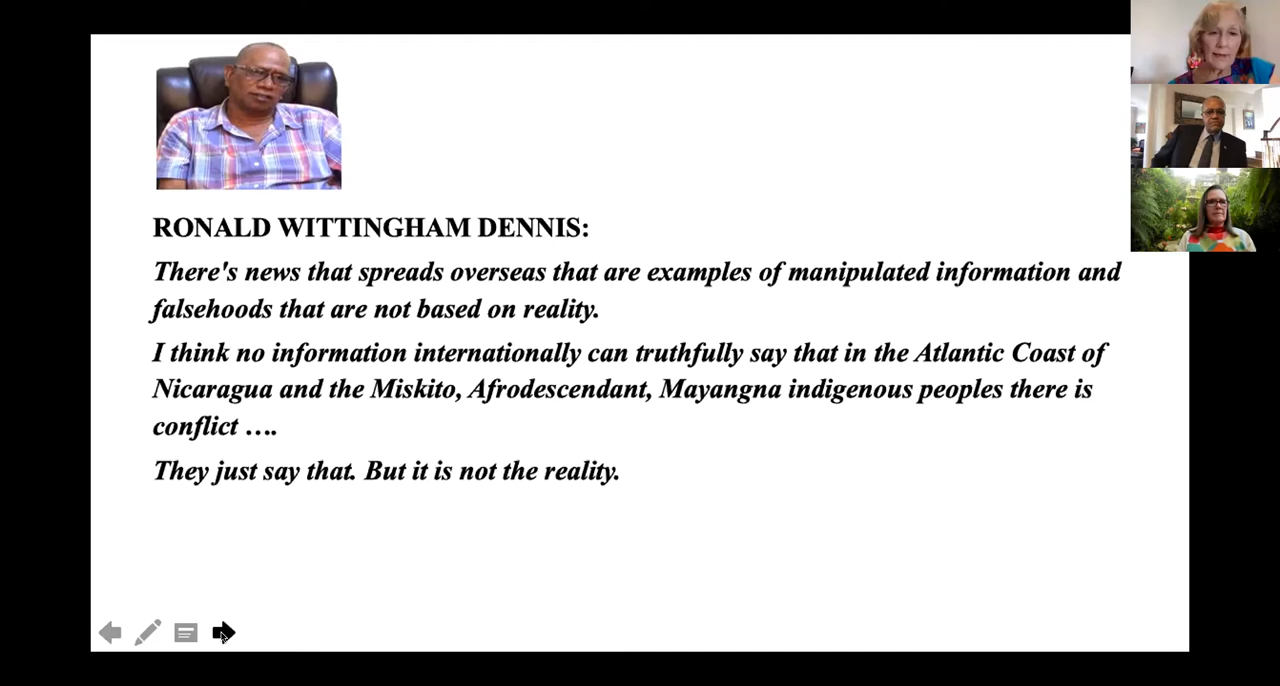 RONALD WITTINGHAM DENNIS:
There's news that spreads overseas that are examples of manipulated information and
falsehoods that are not based on reality.
I think no information internationally can truthfully say that in the Atlantic Coast of
Nicaragua and the Miskito, Afrodescendant, Mayangna indigenous peoples there is
conflict ….
They just say that. But it is not the reality.